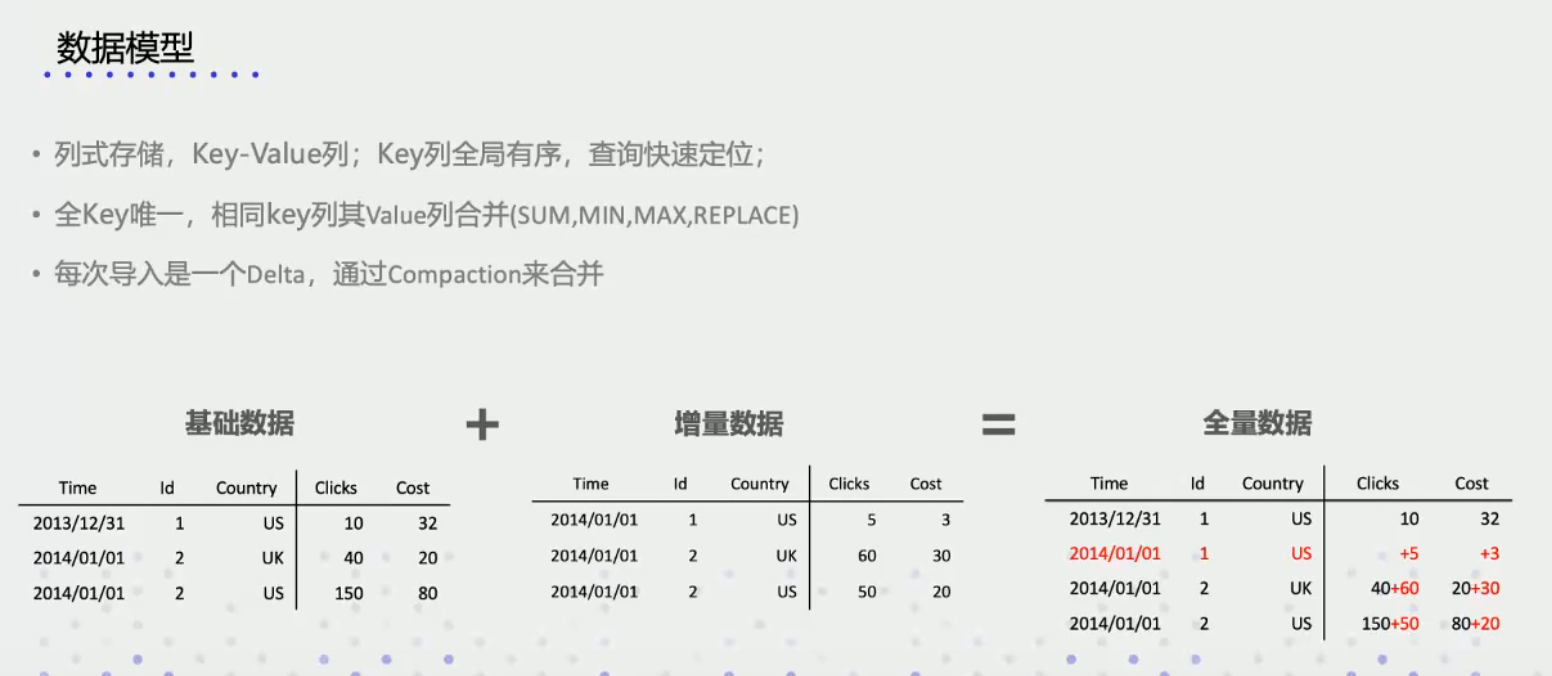 数据模型
• 列式存储，Key-Value列；Key列全局有序，查询快速定位；
• 全Key唯一，相同key列其Value列合并(SUM,MIN,MAX,REPLACE)
• 每次导入是一个Delta，通过Compaction来合并
基础数据 + 增量数据 = 全量数据
Time Id Country Clicks Cost
2013/12/31 1 US 10 32
2014/01/01 2 UK 40 20
2014/01/01 2 US 150 80
Time Id Country Clicks Cost
2014/01/01 1 US 5 3
2014/01/01 2 UK 60 30
2014/01/01 2 US 50 20
Time Id Country Clicks Cost
2013/12/31 1 US 10 32
2014/01/01 1 US +5 +3
2014/01/01 2 UK 40+60 20+30
2014/01/01 2 US 150+50 80+20